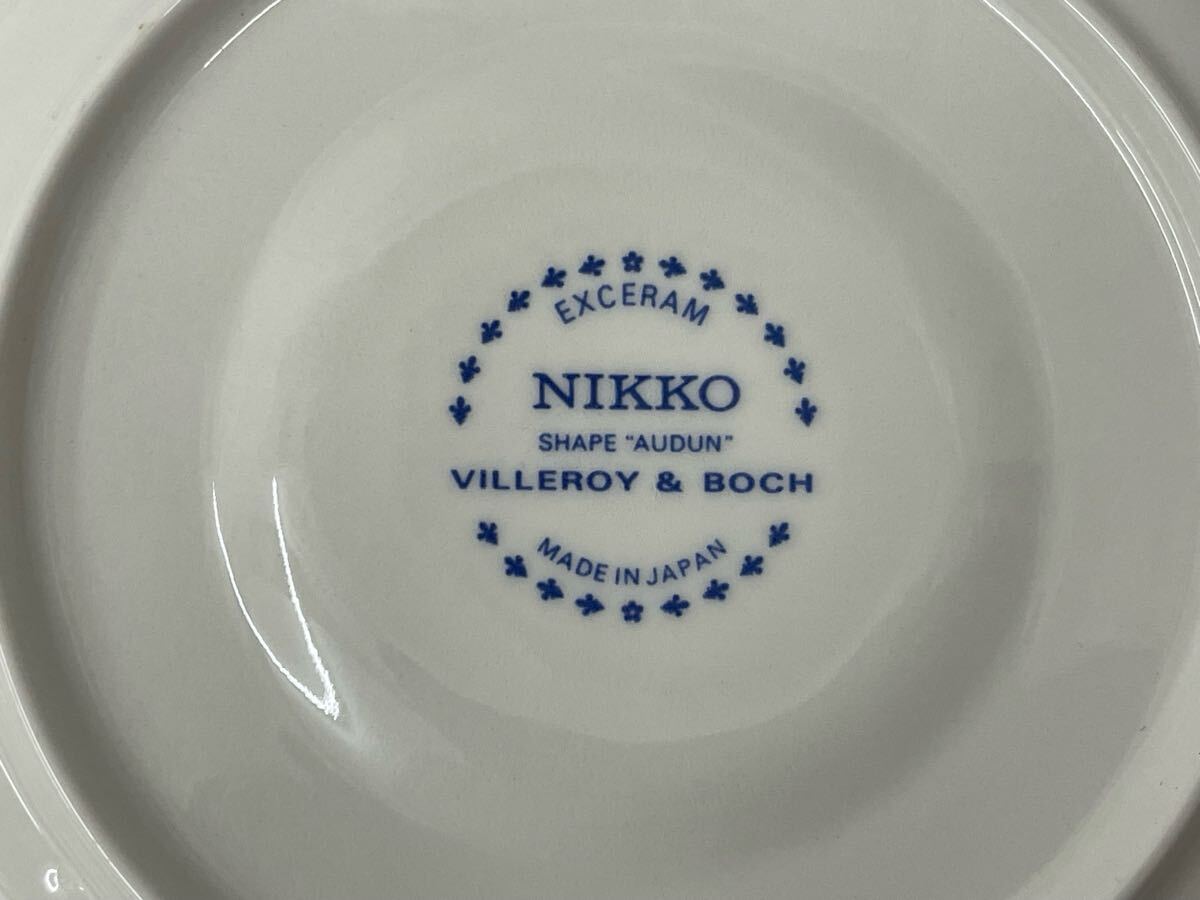 EXCERAM
NIKKO
SHAPE "AUDUN"
VILLEROY & BOCH
MADE IN JAPAN